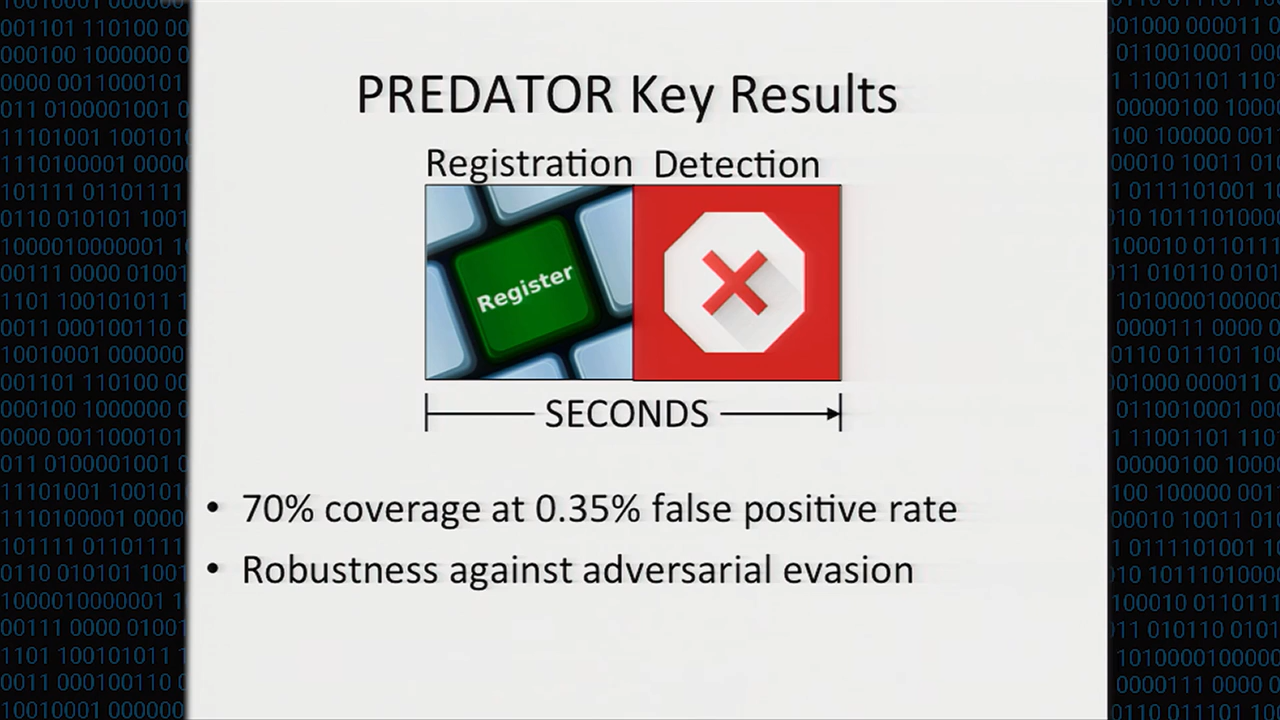 PREDATOR Key Results
Registration Detection
Register
SECONDS
• 70% coverage at 0.35% false positive rate
• Robustness against adversarial evasion